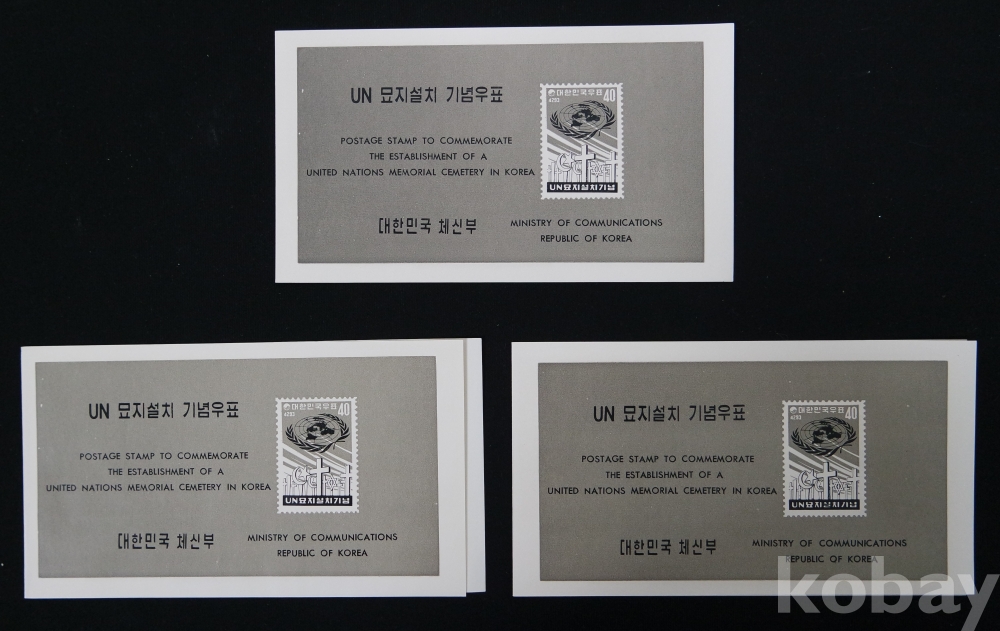 UN 묘지설치 기념우표
POSTAGE STAMP TO COMMEMORATE
THE ESTABLISHMENT OF A
UNITED NATIONS MEMORIAL CEMETERY IN KOREA
대한민국 체신부
MINISTRY OF COMMUNICATIONS
REPUBLIC OF KOREA
대한민국우표 40
4293
UN묘지설치기념
UN 묘지설치 기념우표
POSTAGE STAMP TO COMMEMORATE
THE ESTABLISHMENT OF A
UNITED NATIONS MEMORIAL CEMETERY IN KOREA
대한민국 체신부
MINISTRY OF COMMUNICATIONS
REPUBLIC OF KOREA
대한민국우표 40
4293
UN묘지설치기념
UN 묘지설치 기념우표
POSTAGE STAMP TO COMMEMORATE
THE ESTABLISHMENT OF A
UNITED NATIONS MEMORIAL CEMETERY IN KOREA
대한민국 체신부
MINISTRY OF COMMUNICATIONS
REPUBLIC OF KOREA
대한민국우표 40
4293
UN묘지설치기념
kobay